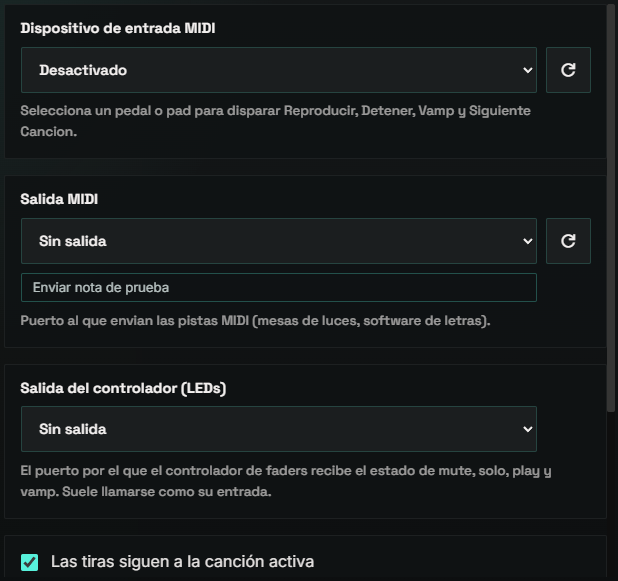 Dispositivo de entrada MIDI
Desactivado
Selecciona un pedal o pad para disparar Reproducir, Detener, Vamp y Siguiente
Cancion.
Salida MIDI
Sin salida
Enviar nota de prueba
Puerto al que envian las pistas MIDI (mesas de luces, software de letras).
Salida del controlador (LEDs)
Sin salida
El puerto por el que el controlador de faders recibe el estado de mute, solo, play y
vamp. Suele llamarse como su entrada.
Las tiras siguen a la canción activa